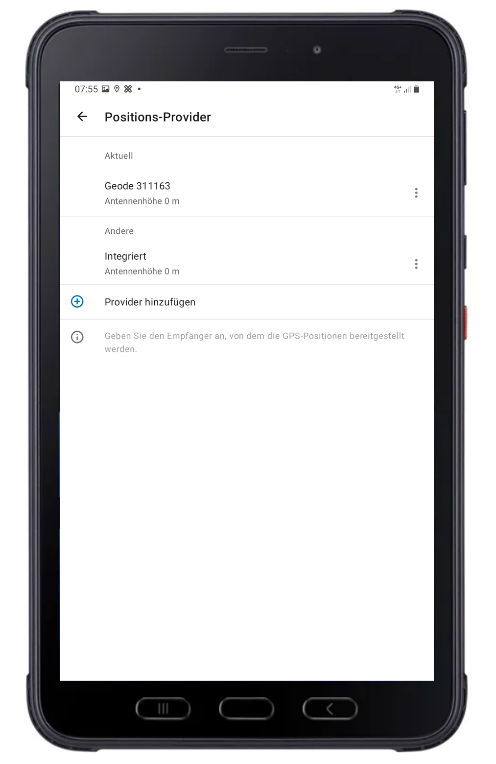 07:55
Positions-Provider
Aktuell
Geode 311163
Antennenhöhe 0 m
Andere
Integriert
Antennenhöhe 0 m
Provider hinzufügen
Geben Sie den Empfänger an, von dem die GPS-Positionen bereitgestellt
werden.